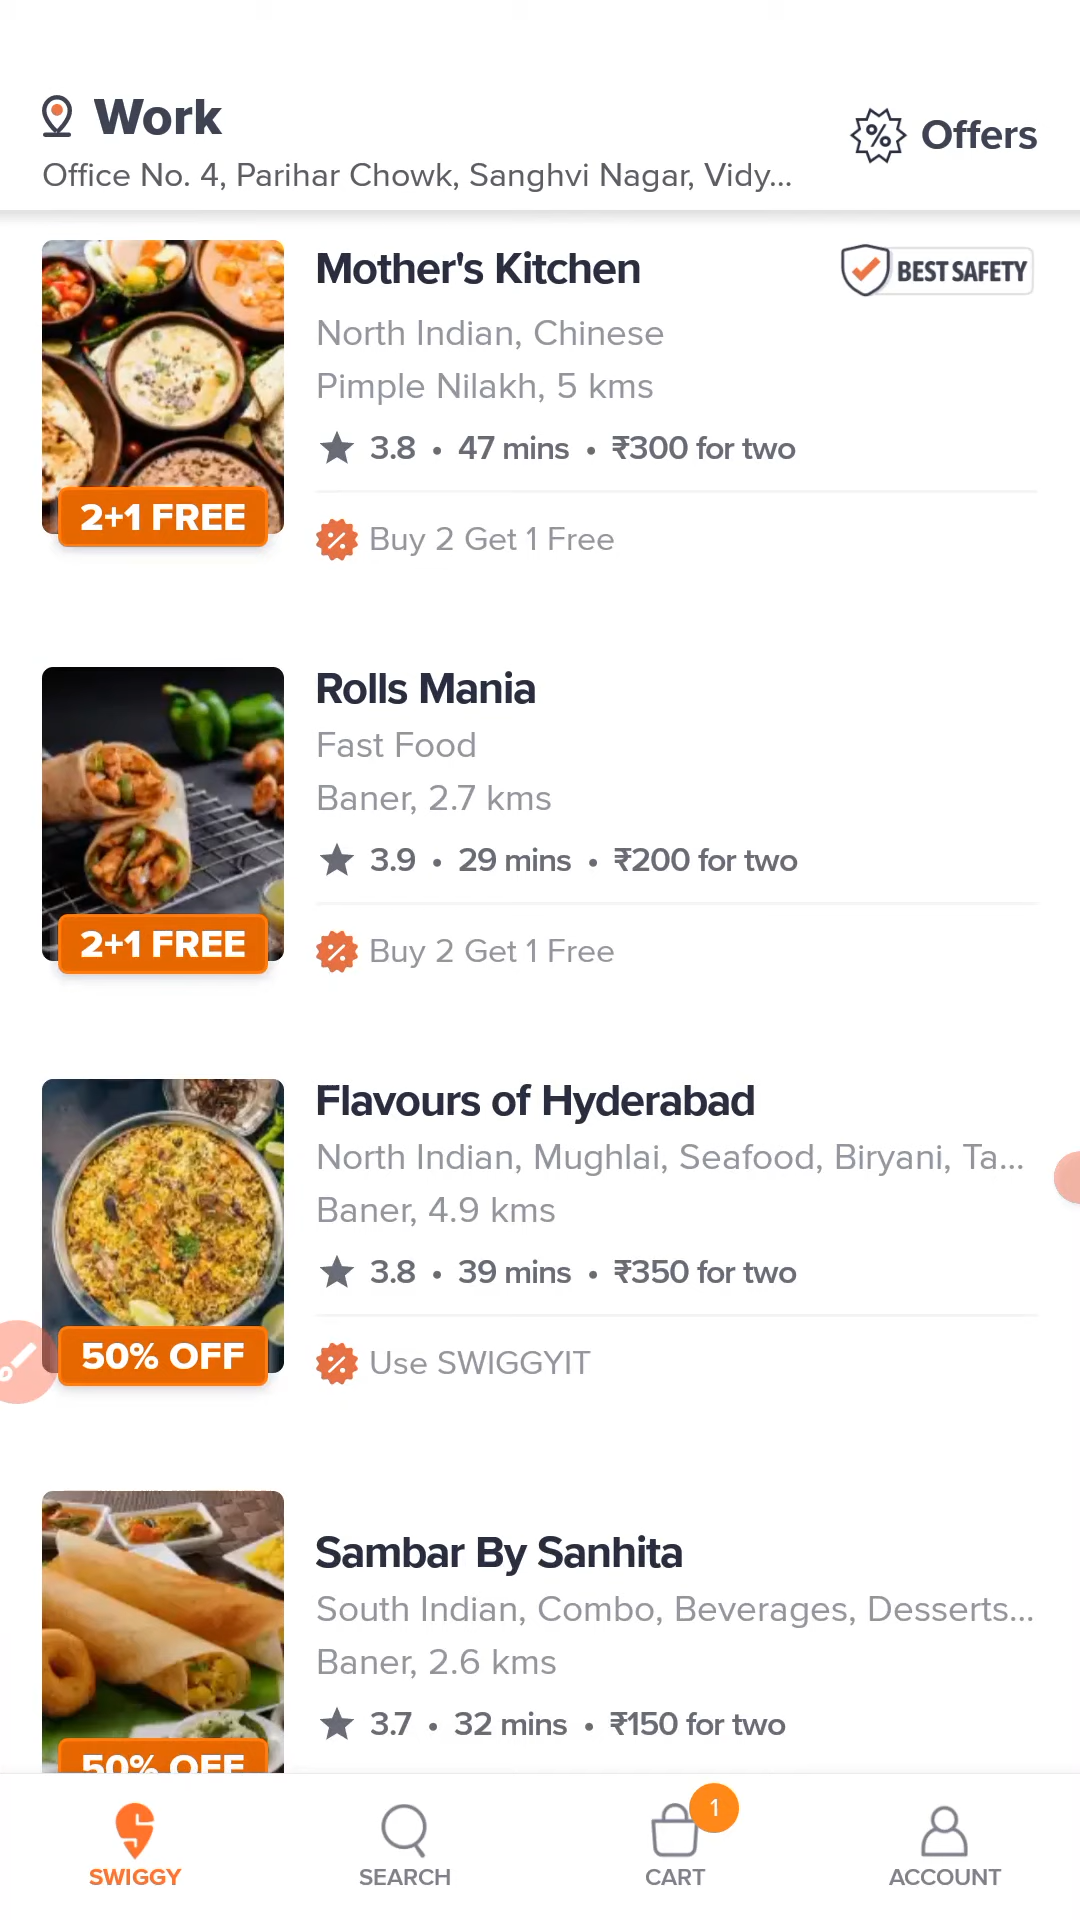 Work
Office No. 4, Parihar Chowk, Sanghvi Nagar, Vidy...
Offers
Mother's Kitchen
BEST SAFETY
North Indian, Chinese
Pimple Nilakh, 5 kms
3.8 • 47 mins • ₹300 for two
2+1 FREE
Buy 2 Get 1 Free
Rolls Mania
Fast Food
Baner, 2.7 kms
3.9 • 29 mins • ₹200 for two
2+1 FREE
Buy 2 Get 1 Free
Flavours of Hyderabad
North Indian, Mughlai, Seafood, Biryani, Ta...
Baner, 4.9 kms
3.8 • 39 mins • ₹350 for two
50% OFF
Use SWIGGYIT
Sambar By Sanhita
South Indian, Combo, Beverages, Desserts...
Baner, 2.6 kms
3.7 • 32 mins • ₹150 for two
50% OFF
1
SWIGGY
SEARCH
CART
ACCOUNT